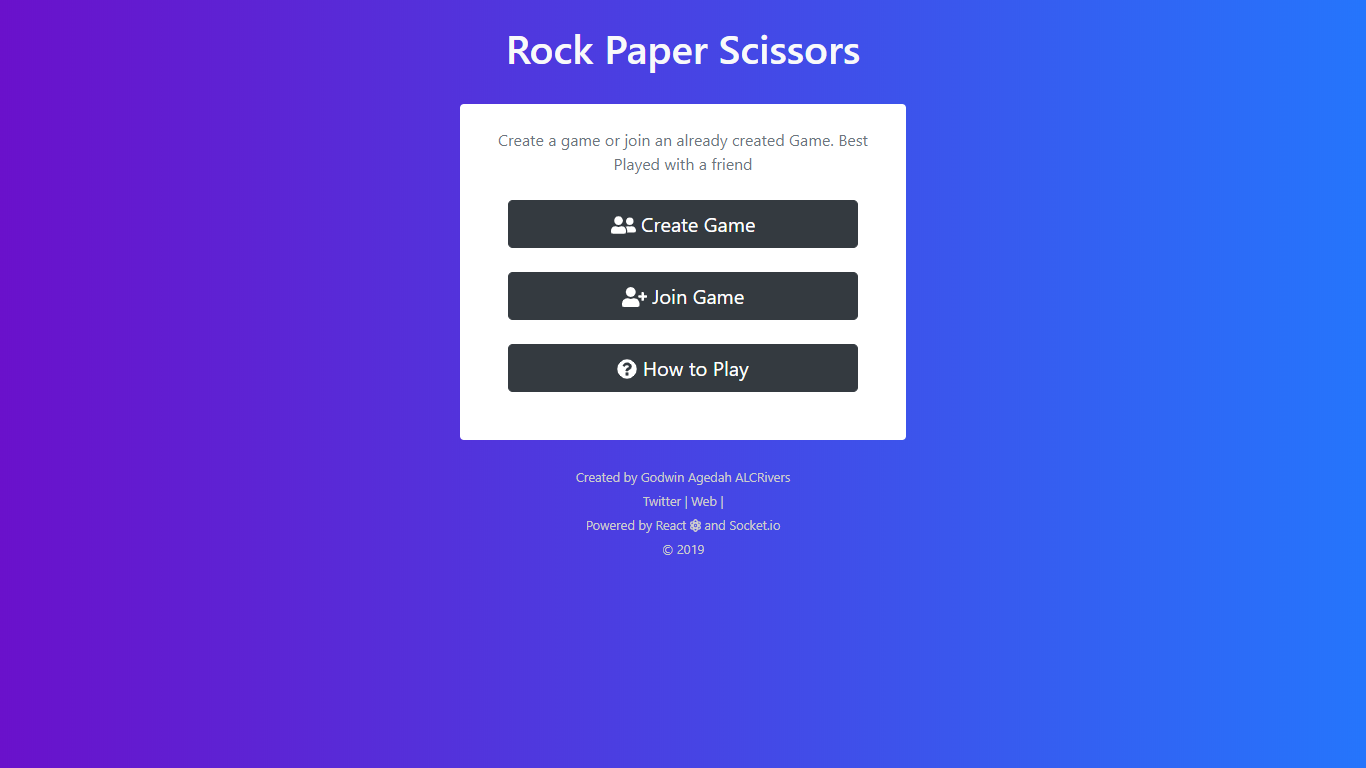 Rock Paper Scissors
Create a game or join an already created Game. Best
Played with a friend
Create Game
Join Game
How to Play
Created by Godwin Agedah ALCRivers
Twitter | Web |
Powered by React and Socket.io
© 2019